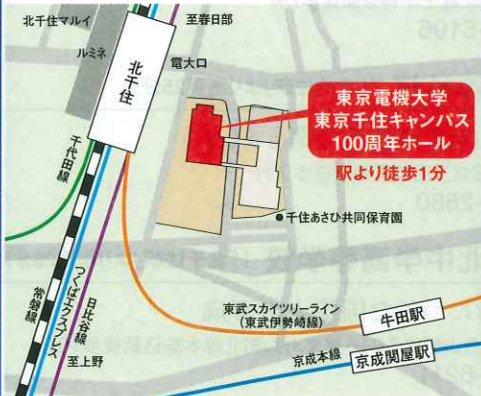 北千住マルイ
至春日部
ルミネ
電大口
北千住
東京電機大学
東京千住キャンパス
100周年ホール
駅より徒歩1分
千代田線
千住あさひ共同保育園
常磐線
つくばエクスプレス
日比谷線
至上野
東武スカイツリーライン
(東武伊勢崎線)
牛田駅
京成本線
京成関屋駅